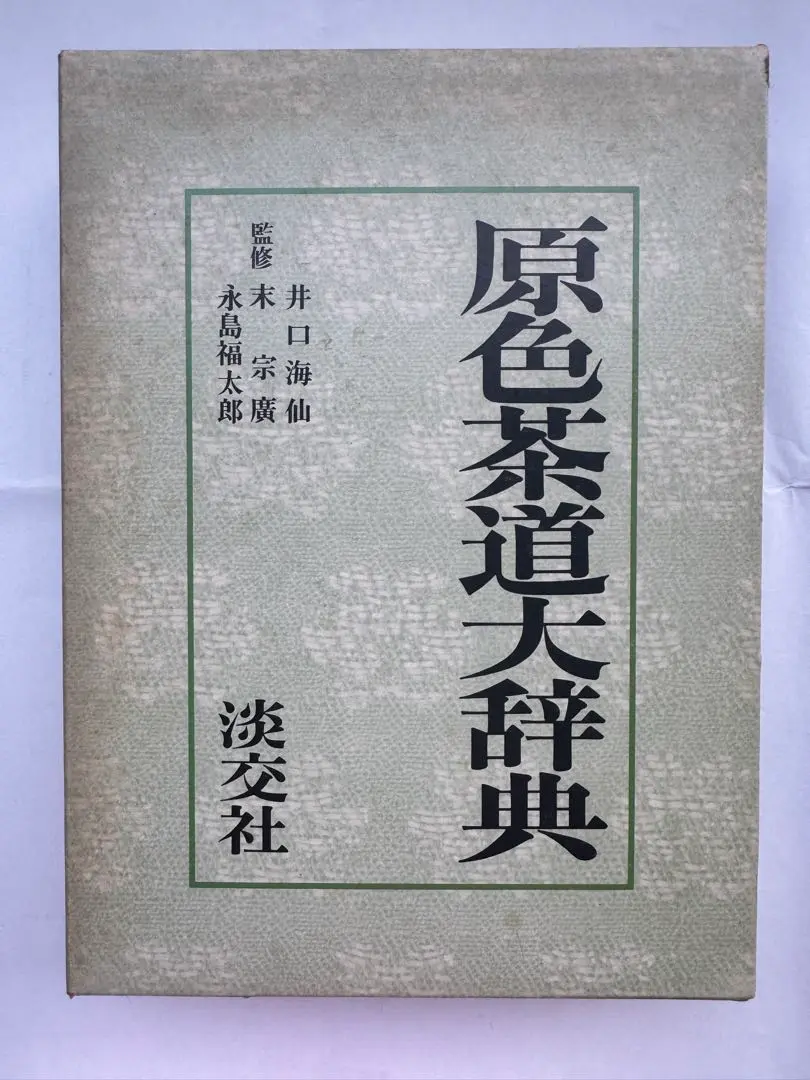 原色茶道大辞典
監修
井口海仙
末宗廣
永島福太郎
淡交社